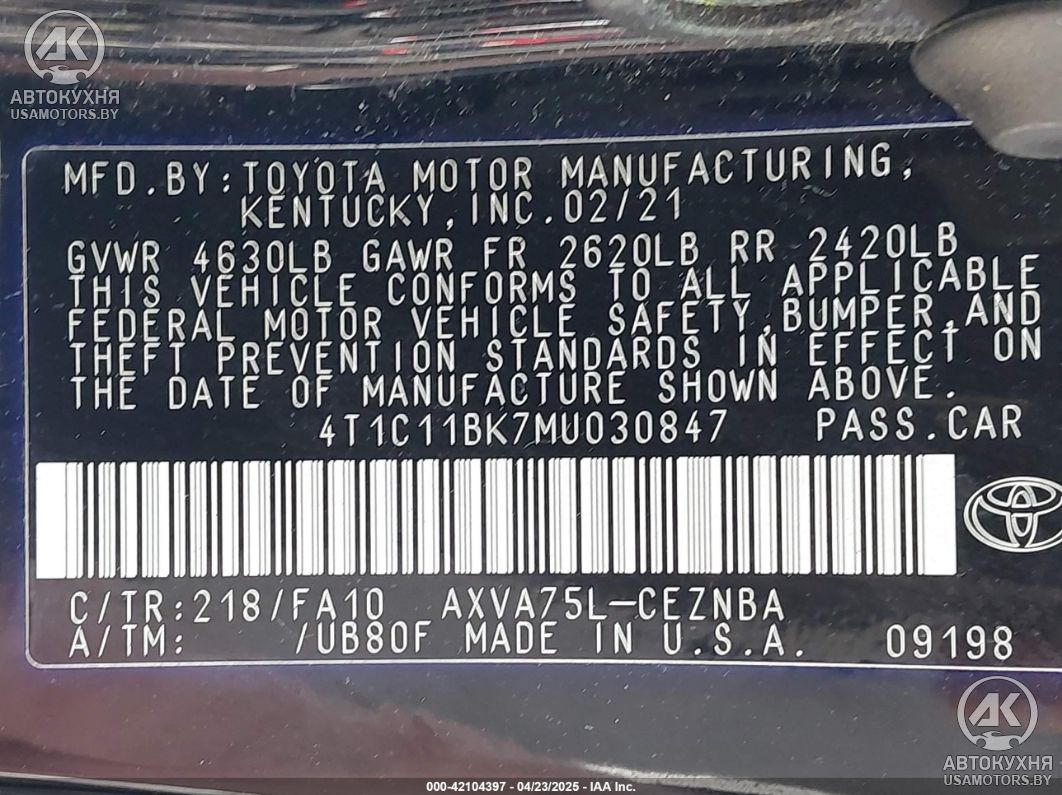 AK
АВТОКУХНЯ
USAMOTORS.BY
MFD.BY:TOYOTA MOTOR MANUFACTURING,
KENTUCKY,INC.02/21
GVWR 4630LB GAWR FR 2620LB RR 2420LB
THIS VEHICLE CONFORMS TO ALL APPLICABLE
FEDERAL MOTOR VEHICLE SAFETY,BUMPER,AND
THEFT PREVENTION STANDARDS IN EFFECT ON
THE DATE OF MANUFACTURE SHOWN ABOVE.
4T1C11BK7MU030847 PASS.CAR
C/TR:218/FA10 AXVA75L-CEZNBA
A/TM: /UB80F MADE IN U.S.A. 09198
AK
АВТОКУХНЯ
USAMOTORS.BY
000-42104397 - 04/23/2025 - IAA Inc.